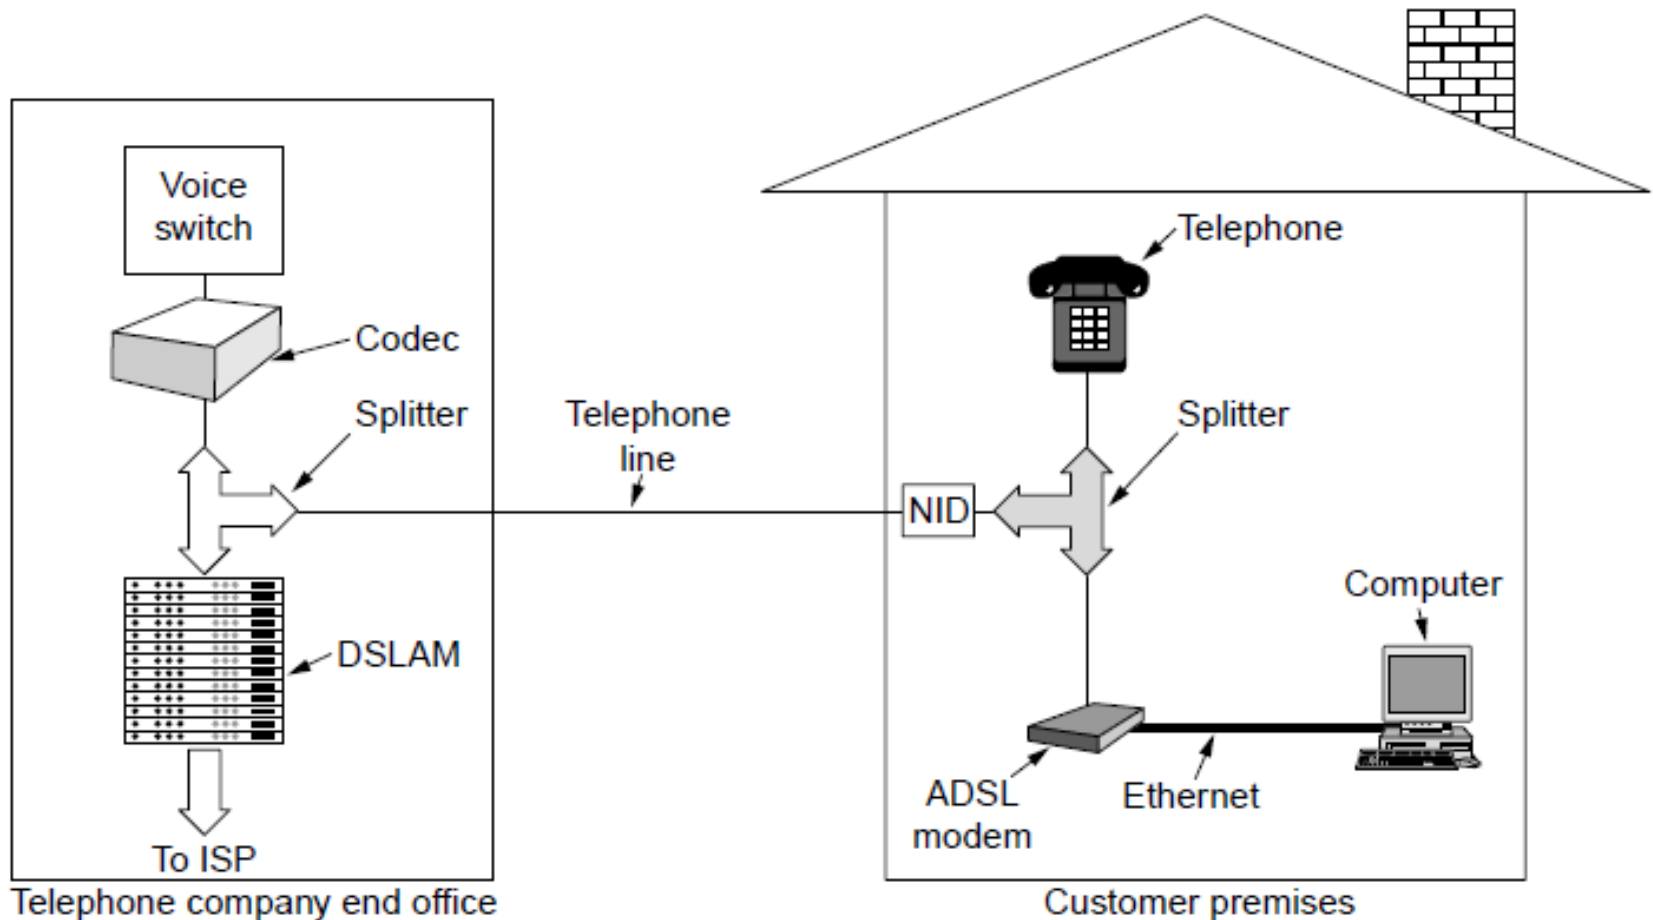 Voice
switch
Codec
Splitter
DSLAM
To ISP
Telephone company end office
Telephone
line
NID
Telephone
Splitter
Computer
ADSL
modem
Ethernet
Customer premises